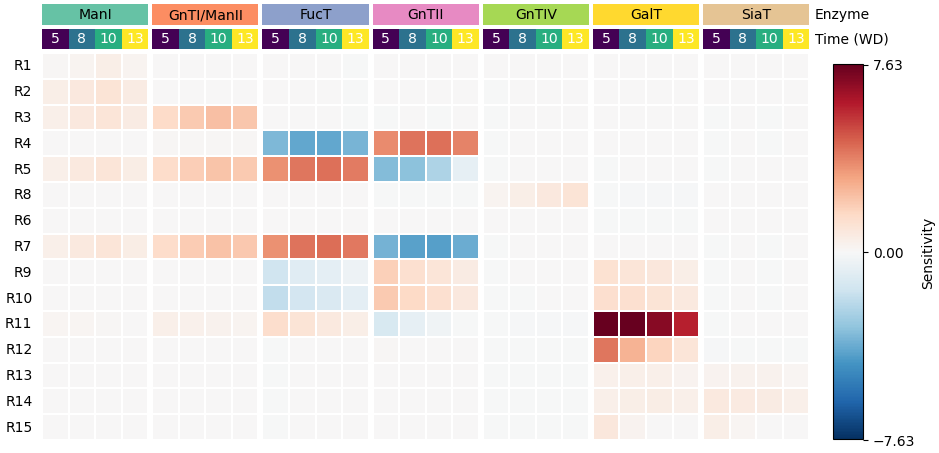 ManI GnTI/ManII FucT GnTII GnTIV GalT SiaT Enzyme
5 8 10 13 5 8 10 13 5 8 10 13 5 8 10 13 5 8 10 13 5 8 10 13 5 8 10 13 Time (WD)
R1
R2
R3
R4
R5
R8
R6
R7
R9
R10
R11
R12
R13
R14
R15
7.63
0.00
−7.63
Sensitivity